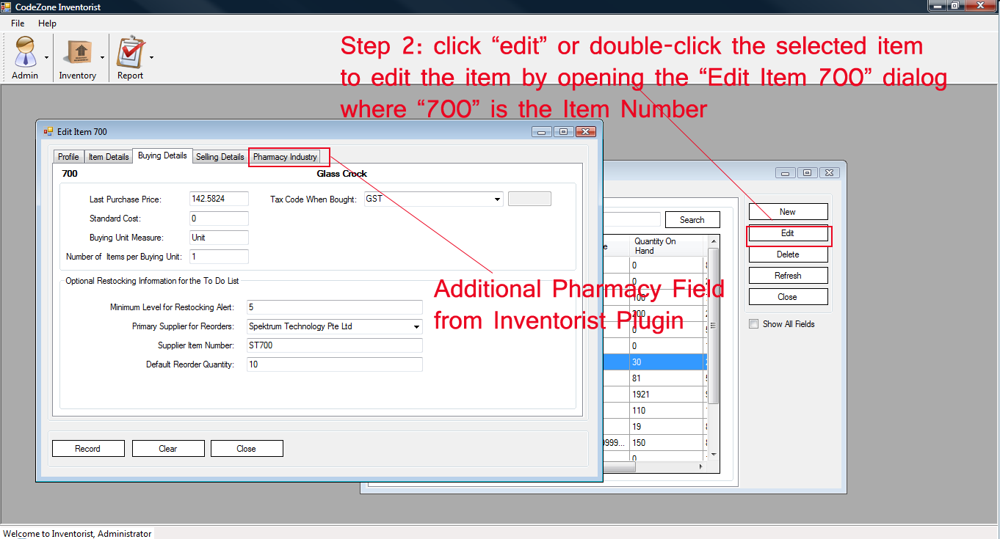 CodeZone Inventorist
File Help
Admin Inventory Report
Step 2: click “edit” or double-click the selected item
to edit the item by opening the “Edit Item 700” dialog
where “700” is the Item Number
Edit Item 700
Profile Item Details Buying Details Selling Details Pharmacy Industry
700 Glass Crock
Last Purchase Price: 142.5824 Tax Code When Bought: GST
Standard Cost: 0
Buying Unit Measure: Unit
Number of Items per Buying Unit: 1
Optional Restocking Information for the To Do List
Minimum Level for Restocking Alert: 5
Primary Supplier for Reorders: Spektrum Technology Pte Ltd
Supplier Item Number: ST700
Default Reorder Quantity: 10
Record Clear Close
Additional Pharmacy Field
from Inventorist Plugin
Search
Quantity On
Hand
0
0
100
200
0
0
30
81
1921
110
19
9999... 150
0
New
Edit
Delete
Refresh
Close
Show All Fields
Welcome to Inventorist, Administrator